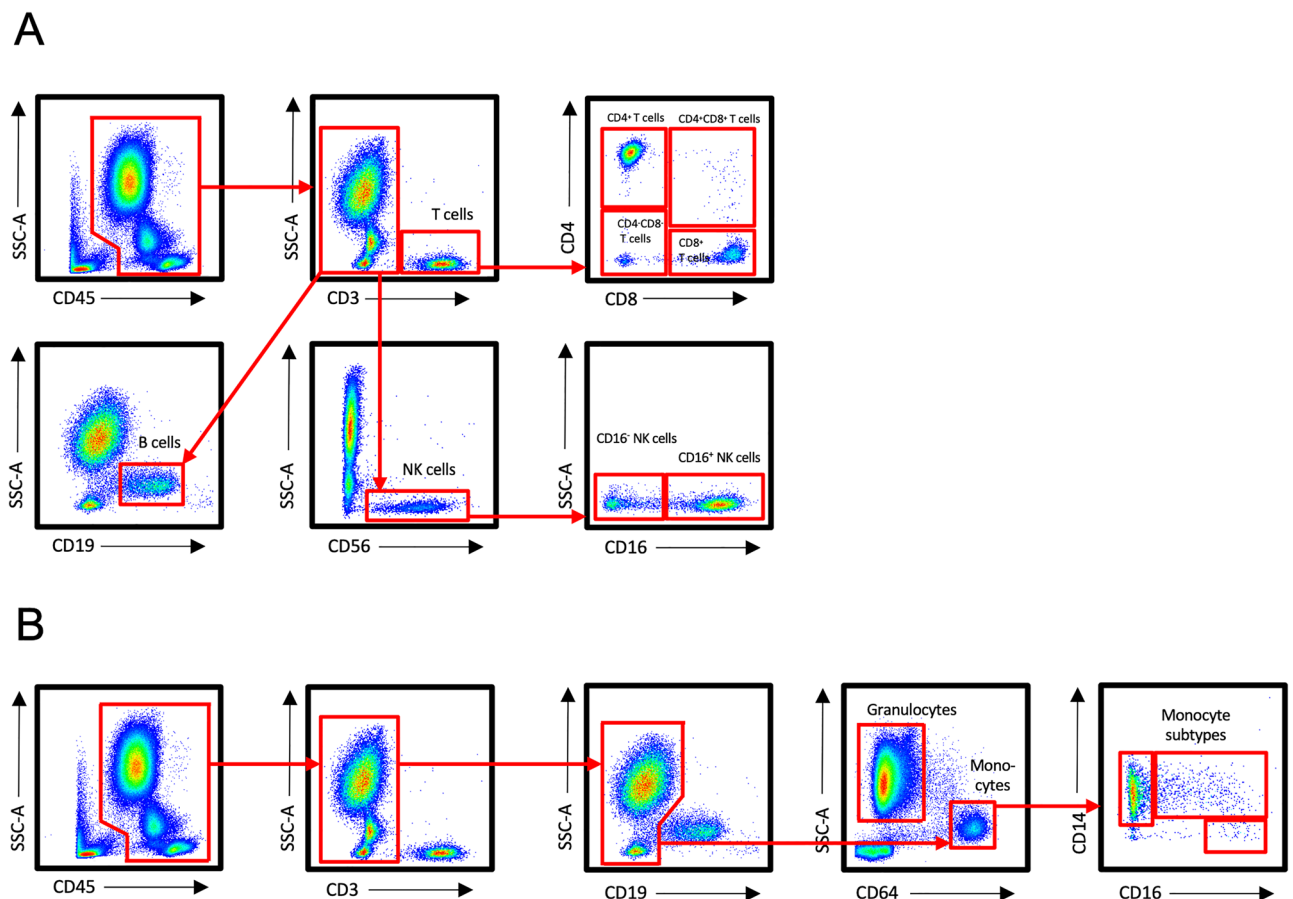 A
SSC-A
CD45
SSC-A
T cells
CD3
CD4⁺ T cells
CD4⁺CD8⁺ T cells
CD4⁻CD8⁻
T cells
CD8⁺
T cells
CD4
CD8
SSC-A
B cells
CD19
SSC-A
NK cells
CD56
SSC-A
CD16⁻ NK cells
CD16⁺ NK cells
CD16
B
SSC-A
CD45
SSC-A
CD3
SSC-A
CD19
Granulocytes
Mono-
cytes
SSC-A
CD64
Monocyte
subtypes
CD14
CD16